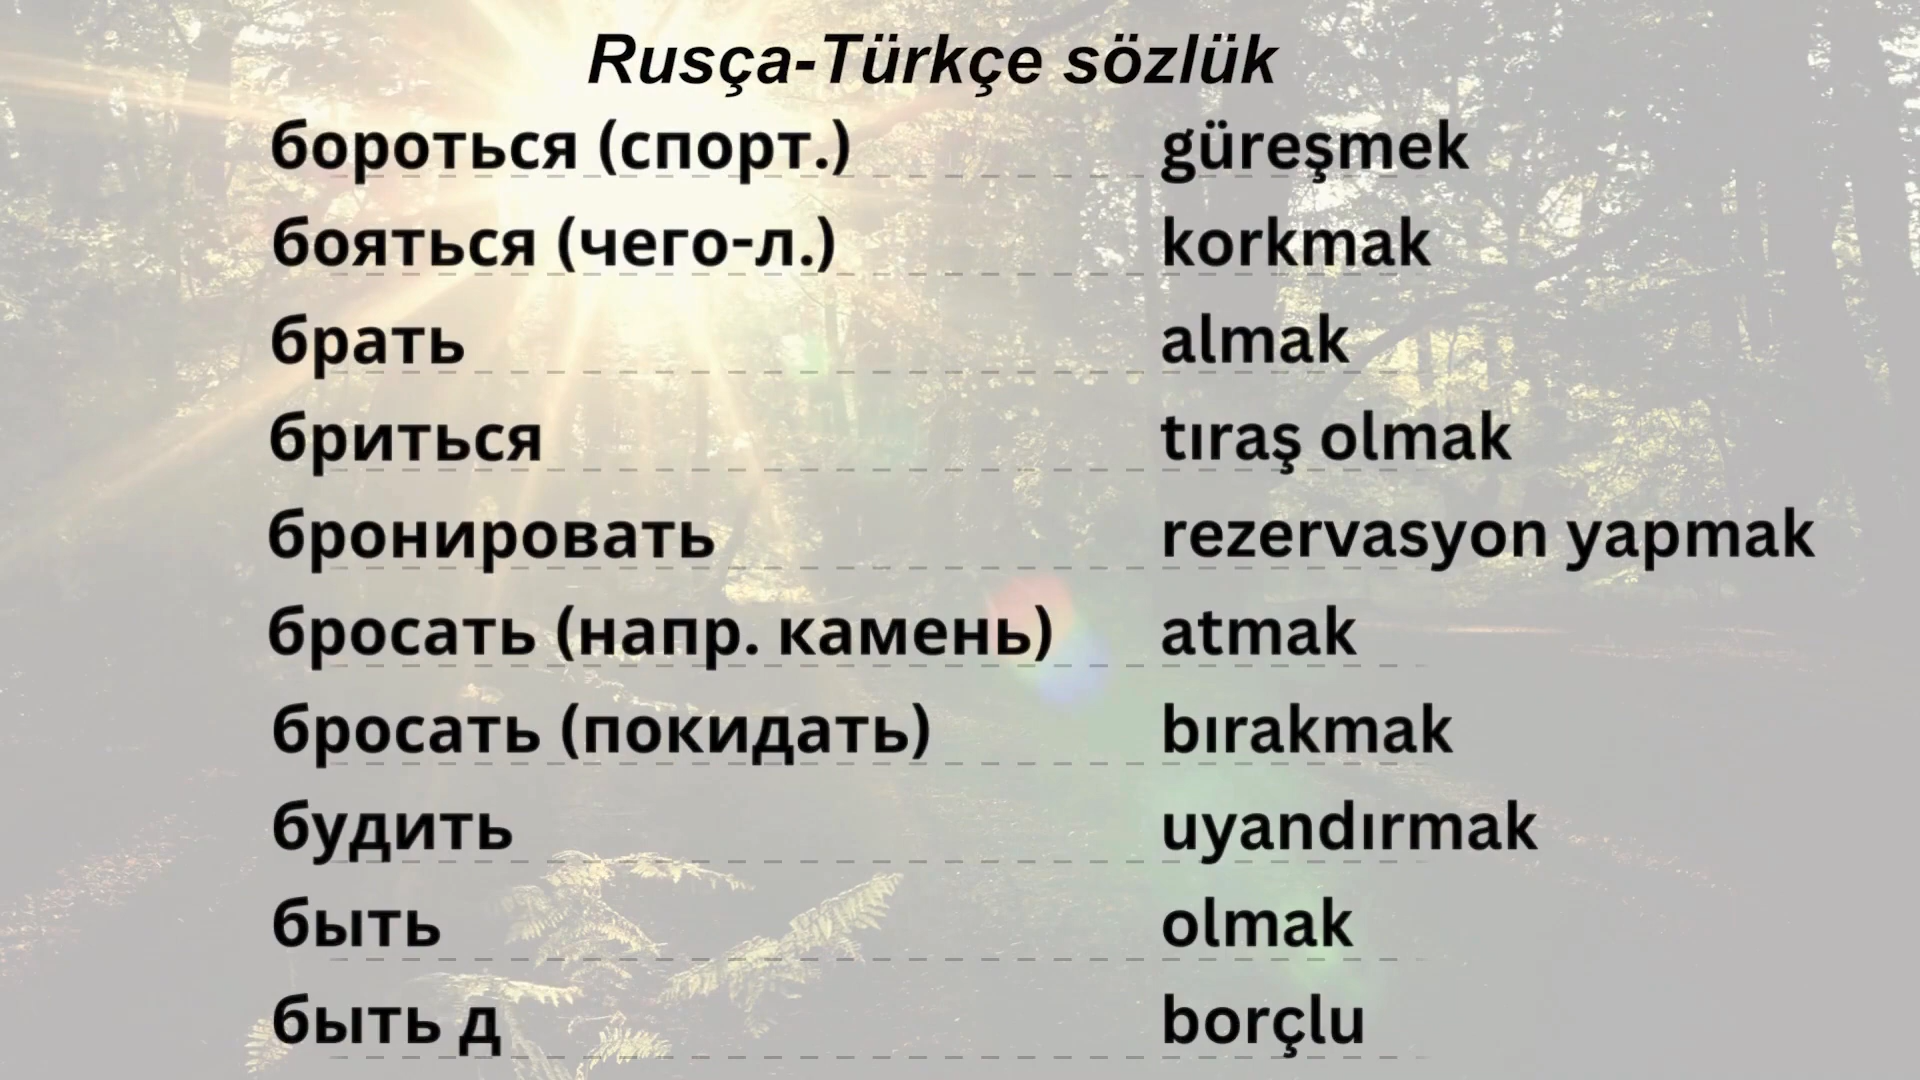 Rusça-Türkçe sözlük
бороться (спорт.) güreşmek
бояться (чего-л.) korkmak
брать almak
бриться tıraş olmak
бронировать rezervasyon yapmak
бросать (напр. камень) atmak
бросать (покидать) bırakmak
будить uyandırmak
быть olmak
быть д borçlu